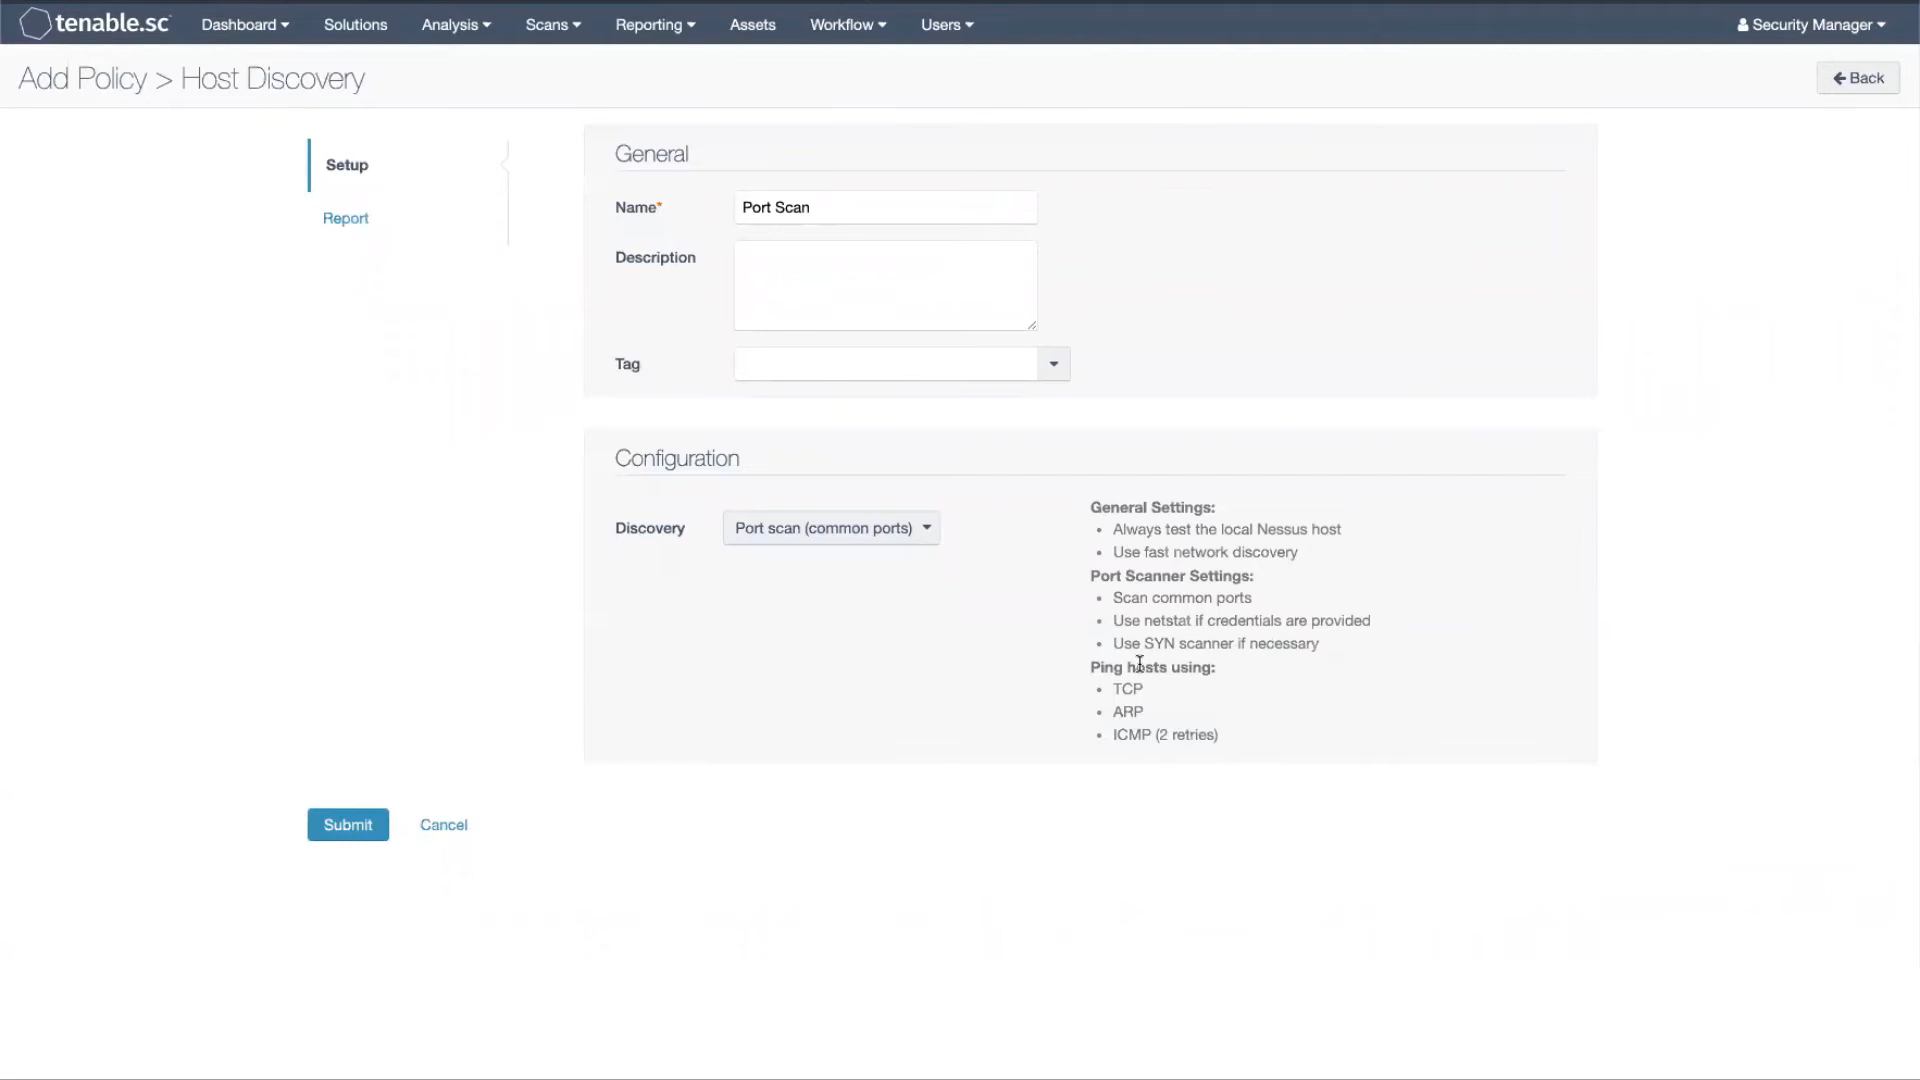 tenable.sc Dashboard Solutions Analysis Scans Reporting Assets Workflow Users Security Manager
Add Policy > Host Discovery
Back
Setup
Report
General
Name* Port Scan
Description
Tag
Configuration
Discovery Port scan (common ports)
General Settings:
• Always test the local Nessus host
• Use fast network discovery
Port Scanner Settings:
• Scan common ports
• Use netstat if credentials are provided
• Use SYN scanner if necessary
Ping hosts using:
• TCP
• ARP
• ICMP (2 retries)
Submit Cancel